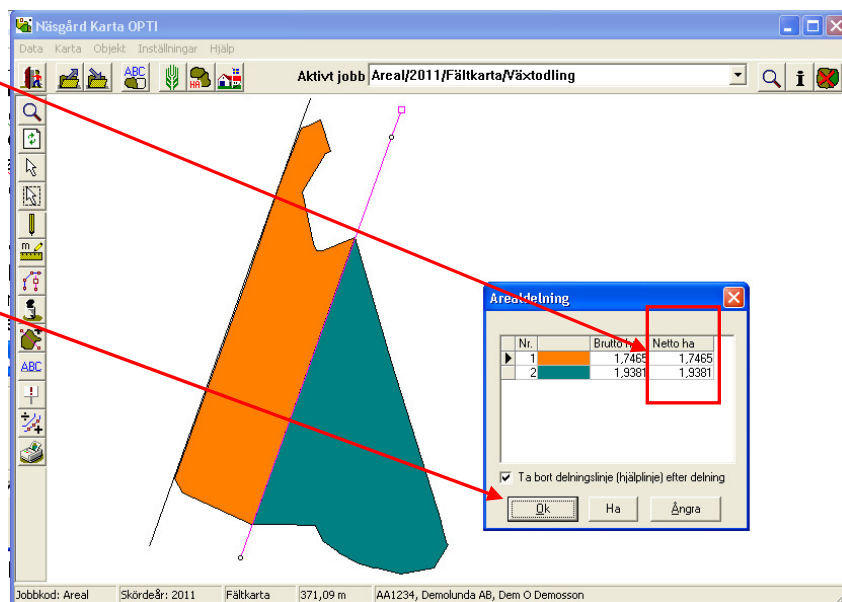 Näsgård Karta OPTI
Data Karta Objekt Inställningar Hjälp
ABC HA Aktivt jobb Areal/2011/Fältkarta/Växtodling i
m
ABC
Arealdelning
Nr. Brutto ha Netto ha
1 1,7465 1,7465
2 1,9381 1,9381
Ta bort delningslinje (hjälplinje) efter delning
Ok Ha Ångra
Jobbkod: Areal Skördeår: 2011 Fältkarta 371,09 m AA1234, Demolunda AB, Dem O Demosson